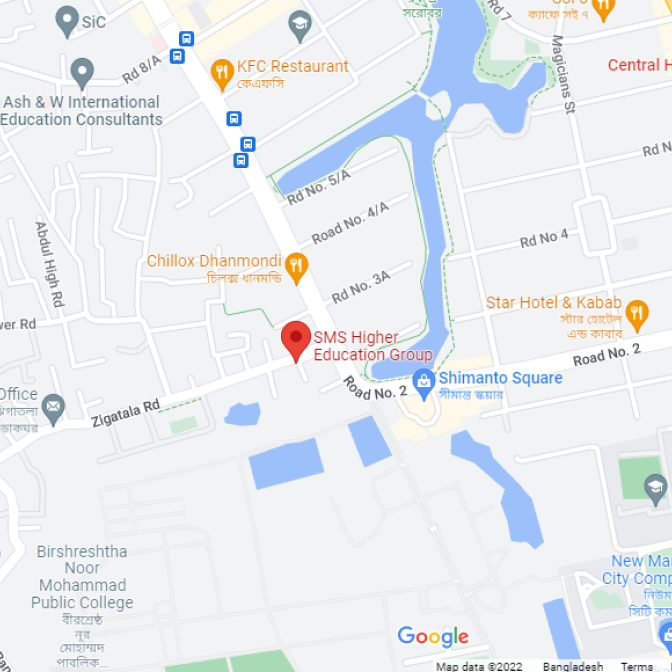 SiC
সরোবর
Rd 7
ক্যাফে সই ৭
Rd 8/A
KFC Restaurant
কেএফসি
Magicians St
Central H
Ash & W International
Education Consultants
Rd No. 5/A
Road No. 4/A
Rd No 4
Abdul High Rd
Chillox Dhanmondi
চিলক্স ধানমন্ডি
Rd No. 3A
Star Hotel & Kabab
স্টার হোটেল
এন্ড কাবাব
wer Rd
SMS Higher
Education Group
Road No. 2
Shimanto Square
সীমান্ত স্কয়ার
Road No. 2
Office
ঝিগাতলা
ডাকঘর
Zigatala Rd
Birshreshtha
Noor
Mohammad
Public College
বীরশ্রেষ্ঠ
নূর
মোহাম্মদ
পাবলিক...
New Mar
City Comp
নিউম
সিটি কম
Google
Map data ©2022
Bangladesh
Terms